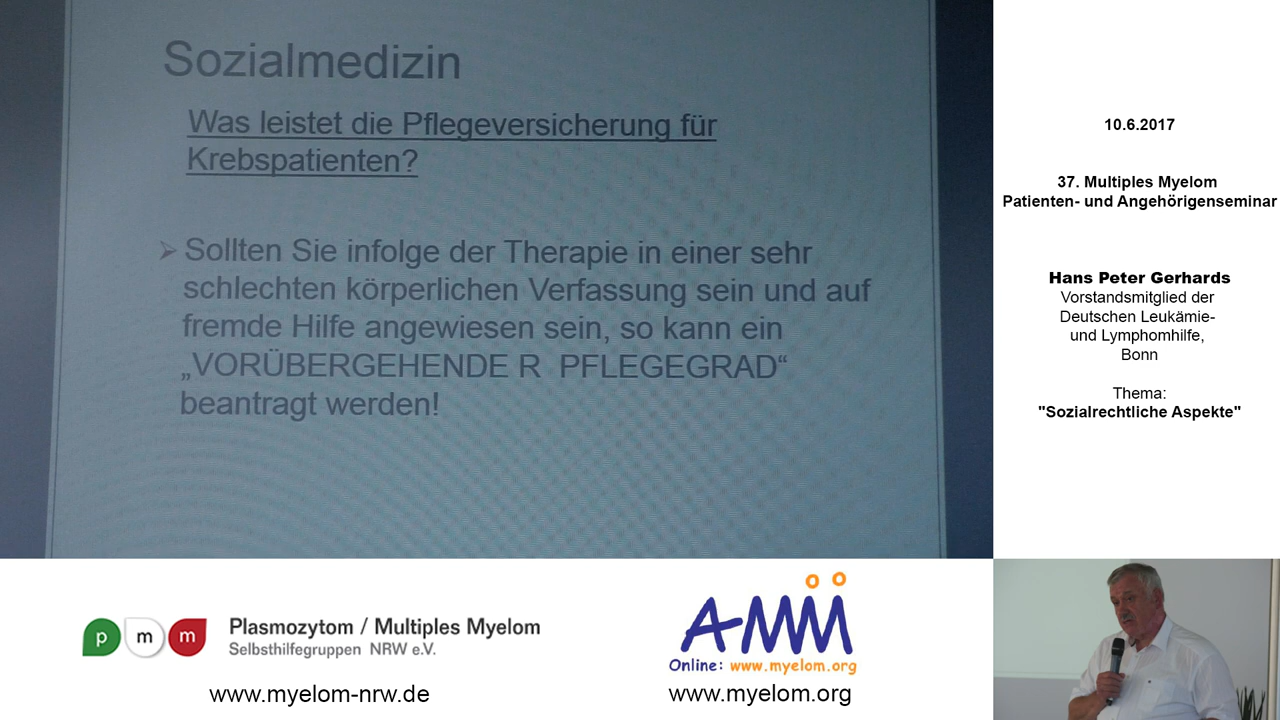 Sozialmedizin
Was leistet die Pflegeversicherung für
Krebspatienten?
➢ Sollten Sie infolge der Therapie in einer sehr
schlechten körperlichen Verfassung sein und auf
fremde Hilfe angewiesen sein, so kann ein
„VORÜBERGEHENDE R PFLEGEGRAD“
beantragt werden!
10.6.2017
37. Multiples Myelom
Patienten- und Angehörigenseminar
Hans Peter Gerhards
Vorstandsmitglied der
Deutschen Leukämie-
und Lymphomhilfe,
Bonn
Thema:
"Sozialrechtliche Aspekte"
p m m
Plasmozytom / Multiples Myelom
Selbsthilfegruppen NRW e.V.
www.myelom-nrw.de
AMM
Online: www.myelom.org
www.myelom.org